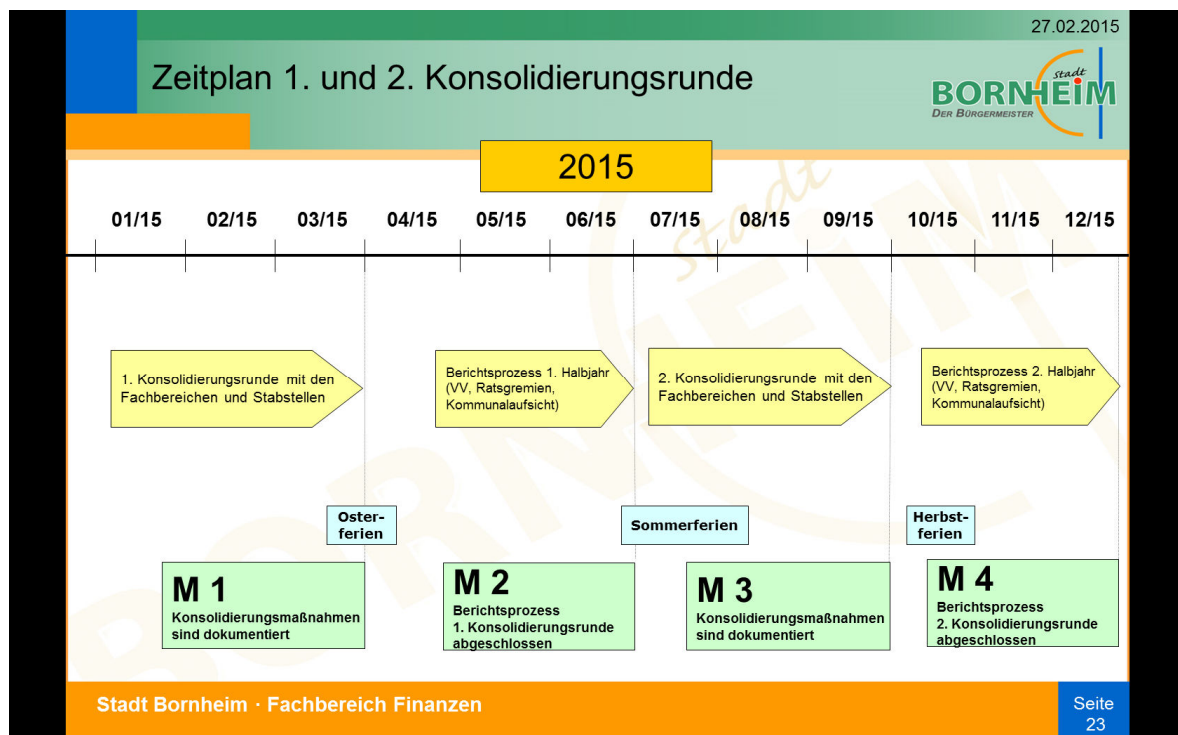 27.02.2015
Zeitplan 1. und 2. Konsolidierungsrunde
Stadt
BORNHEIM
DER BÜRGERMEISTER
2015
01/15 02/15 03/15 04/15 05/15 06/15 07/15 08/15 09/15 10/15 11/15 12/15
1. Konsolidierungsrunde mit den
Fachbereichen und Stabstellen
Berichtsprozess 1. Halbjahr
(VV, Ratsgremien,
Kommunalaufsicht)
2. Konsolidierungsrunde mit den
Fachbereichen und Stabstellen
Berichtsprozess 2. Halbjahr
(VV, Ratsgremien,
Kommunalaufsicht)
Oster-
ferien
Sommerferien
Herbst-
ferien
M 1
Konsolidierungsmaßnahmen
sind dokumentiert
M 2
Berichtsprozess
1. Konsolidierungsrunde
abgeschlossen
M 3
Konsolidierungsmaßnahmen
sind dokumentiert
M 4
Berichtsprozess
2. Konsolidierungsrunde
abgeschlossen
Stadt
BORNHEIM
Stadt Bornheim · Fachbereich Finanzen
Seite
23